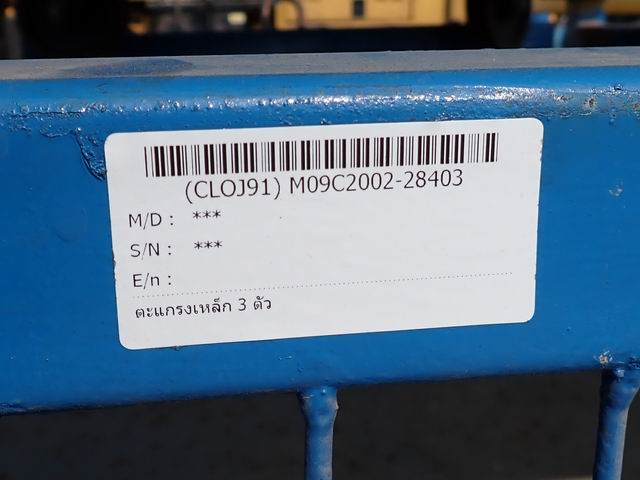 (CLOJ91) M09C2002-28403
M/D : ***
S/N : ***
E/n :
ตะแกรงเหล็ก 3 ตัว